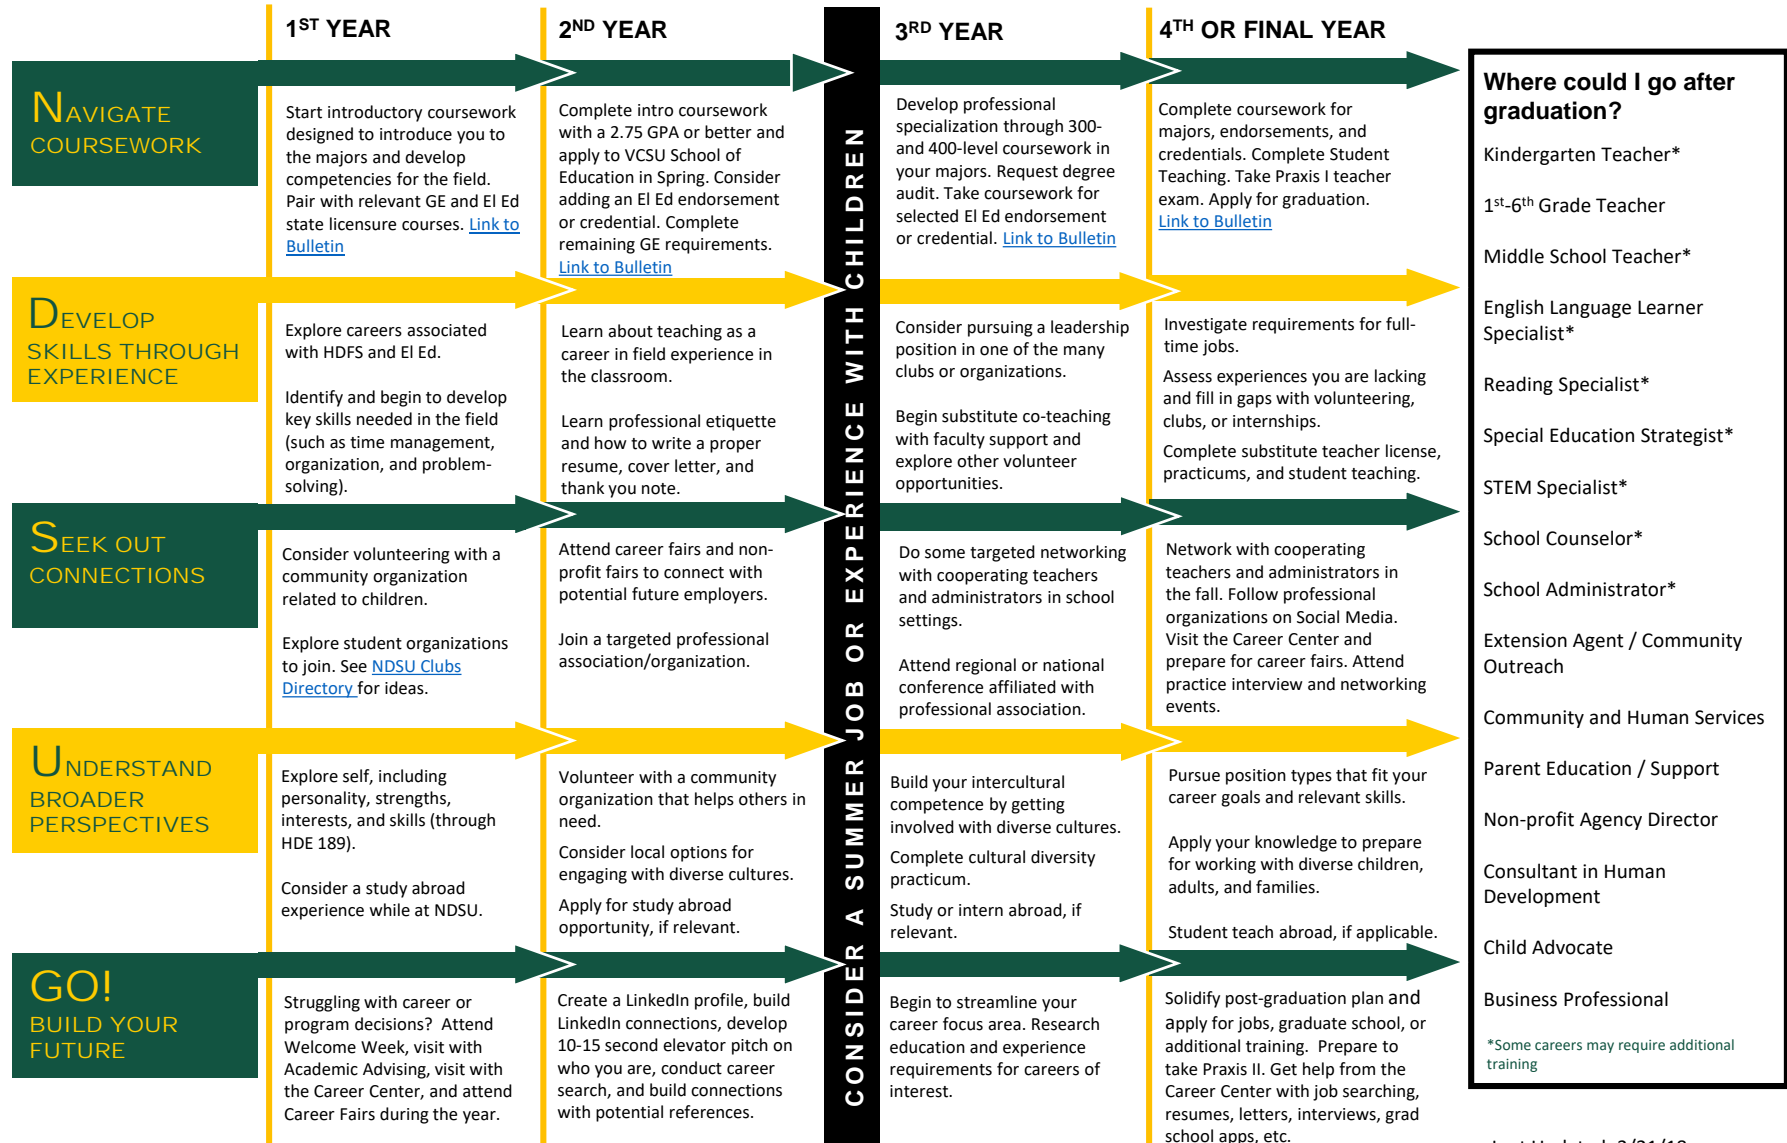 1ST YEAR
2ND YEAR
3RD YEAR
4TH OR FINAL YEAR
NAVIGATE
COURSEWORK
Start introductory coursework
designed to introduce you to
the majors and develop
competencies for the field.
Pair with relevant GE and El Ed
state licensure courses. Link to
Bulletin
Complete intro coursework
with a 2.75 GPA or better and
apply to VCSU School of
Education in Spring. Consider
adding an El Ed endorsement
or credential. Complete
remaining GE requirements.
Link to Bulletin
Develop professional
specialization through 300-
and 400-level coursework in
your majors. Request degree
audit. Take coursework for
selected El Ed endorsement
or credential. Link to Bulletin
Complete coursework for
majors, endorsements, and
credentials. Complete Student
Teaching. Take Praxis I teacher
exam. Apply for graduation.
Link to Bulletin
DEVELOP
SKILLS THROUGH
EXPERIENCE
Explore careers associated
with HDFS and El Ed.
Identify and begin to develop
key skills needed in the field
(such as time management,
organization, and problem-
solving).
Learn about teaching as a
career in field experience in
the classroom.
Learn professional etiquette
and how to write a proper
resume, cover letter, and
thank you note.
Consider pursuing a leadership
position in one of the many
clubs or organizations.
Begin substitute co-teaching
with faculty support and
explore other volunteer
opportunities.
Investigate requirements for full-
time jobs.
Assess experiences you are lacking
and fill in gaps with volunteering,
clubs, or internships.
Complete substitute teacher license,
practicums, and student teaching.
SEEK OUT
CONNECTIONS
Consider volunteering with a
community organization
related to children.
Explore student organizations
to join. See NDSU Clubs
Directory for ideas.
Attend career fairs and non-
profit fairs to connect with
potential future employers.
Join a targeted professional
association/organization.
Do some targeted networking
with cooperating teachers
and administrators in school
settings.
Attend regional or national
conference affiliated with
professional association.
Network with cooperating
teachers and administrators in
the fall. Follow professional
organizations on Social Media.
Visit the Career Center and
prepare for career fairs. Attend
practice interview and networking
events.
UNDERSTAND
BROADER
PERSPECTIVES
Explore self, including
personality, strengths,
interests, and skills (through
HDE 189).
Consider a study abroad
experience while at NDSU.
Volunteer with a community
organization that helps others in
need.
Consider local options for
engaging with diverse cultures.
Apply for study abroad
opportunity, if relevant.
Build your intercultural
competence by getting
involved with diverse cultures.
Complete cultural diversity
practicum.
Study or intern abroad, if
relevant.
Pursue position types that fit your
career goals and relevant skills.
Apply your knowledge to prepare
for working with diverse children,
adults, and families.
Student teach abroad, if applicable.
GO!
BUILD YOUR
FUTURE
Struggling with career or
program decisions? Attend
Welcome Week, visit with
Academic Advising, visit with
the Career Center, and attend
Career Fairs during the year.
Create a LinkedIn profile, build
LinkedIn connections, develop
10-15 second elevator pitch on
who you are, conduct career
search, and build connections
with potential references.
Begin to streamline your
career focus area. Research
education and experience
requirements for careers of
interest.
Solidify post-graduation plan and
apply for jobs, graduate school, or
additional training. Prepare to
take Praxis II. Get help from the
Career Center with job searching,
resumes, letters, interviews, grad
school apps, etc.
CONSIDER A SUMMER JOB OR EXPERIENCE WITH CHILDREN
Where could I go after
graduation?
Kindergarten Teacher*
1st-6th Grade Teacher
Middle School Teacher*
English Language Learner
Specialist*
Reading Specialist*
Special Education Strategist*
STEM Specialist*
School Counselor*
School Administrator*
Extension Agent / Community
Outreach
Community and Human Services
Parent Education / Support
Non-profit Agency Director
Consultant in Human
Development
Child Advocate
Business Professional
*Some careers may require additional
training